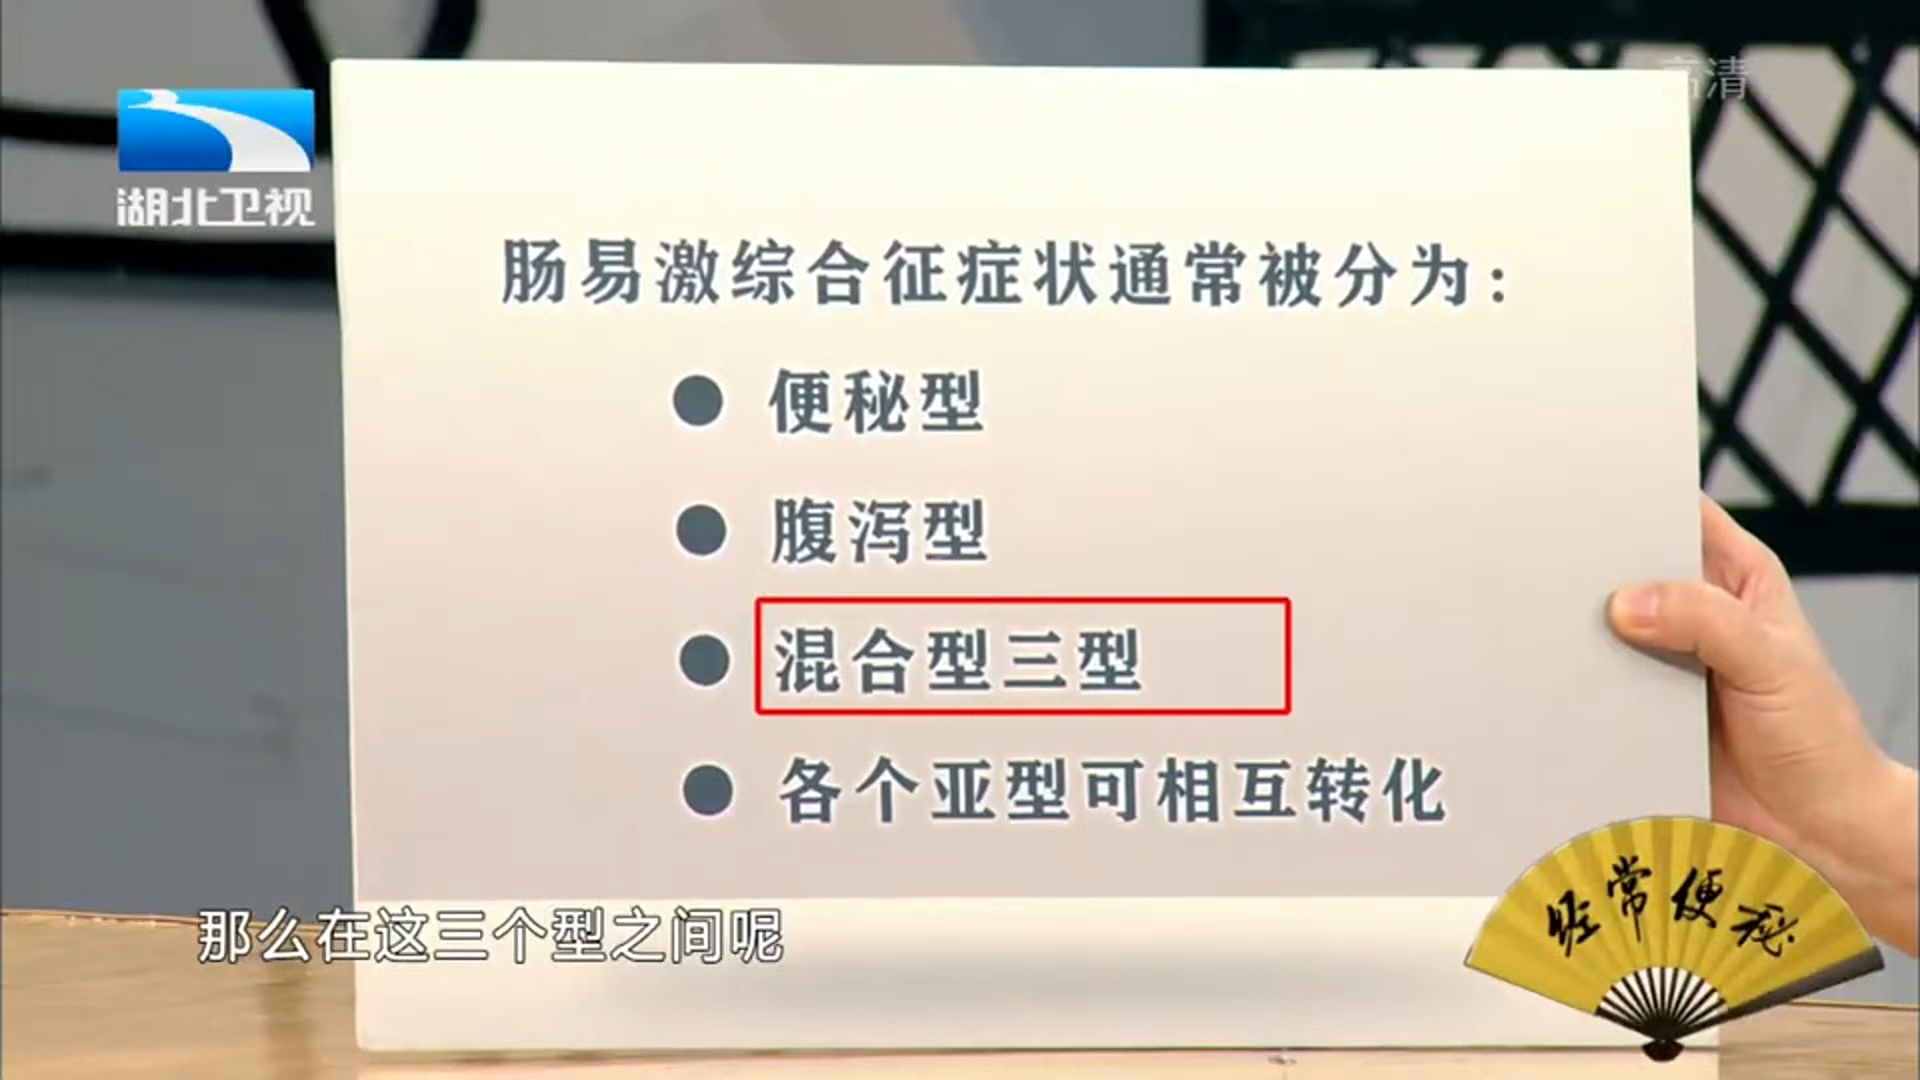 高清
湖北卫视
肠易激综合征症状通常被分为：
● 便秘型
● 腹泻型
● 混合型三型
● 各个亚型可相互转化
那么在这三个型之间呢
经常便秘